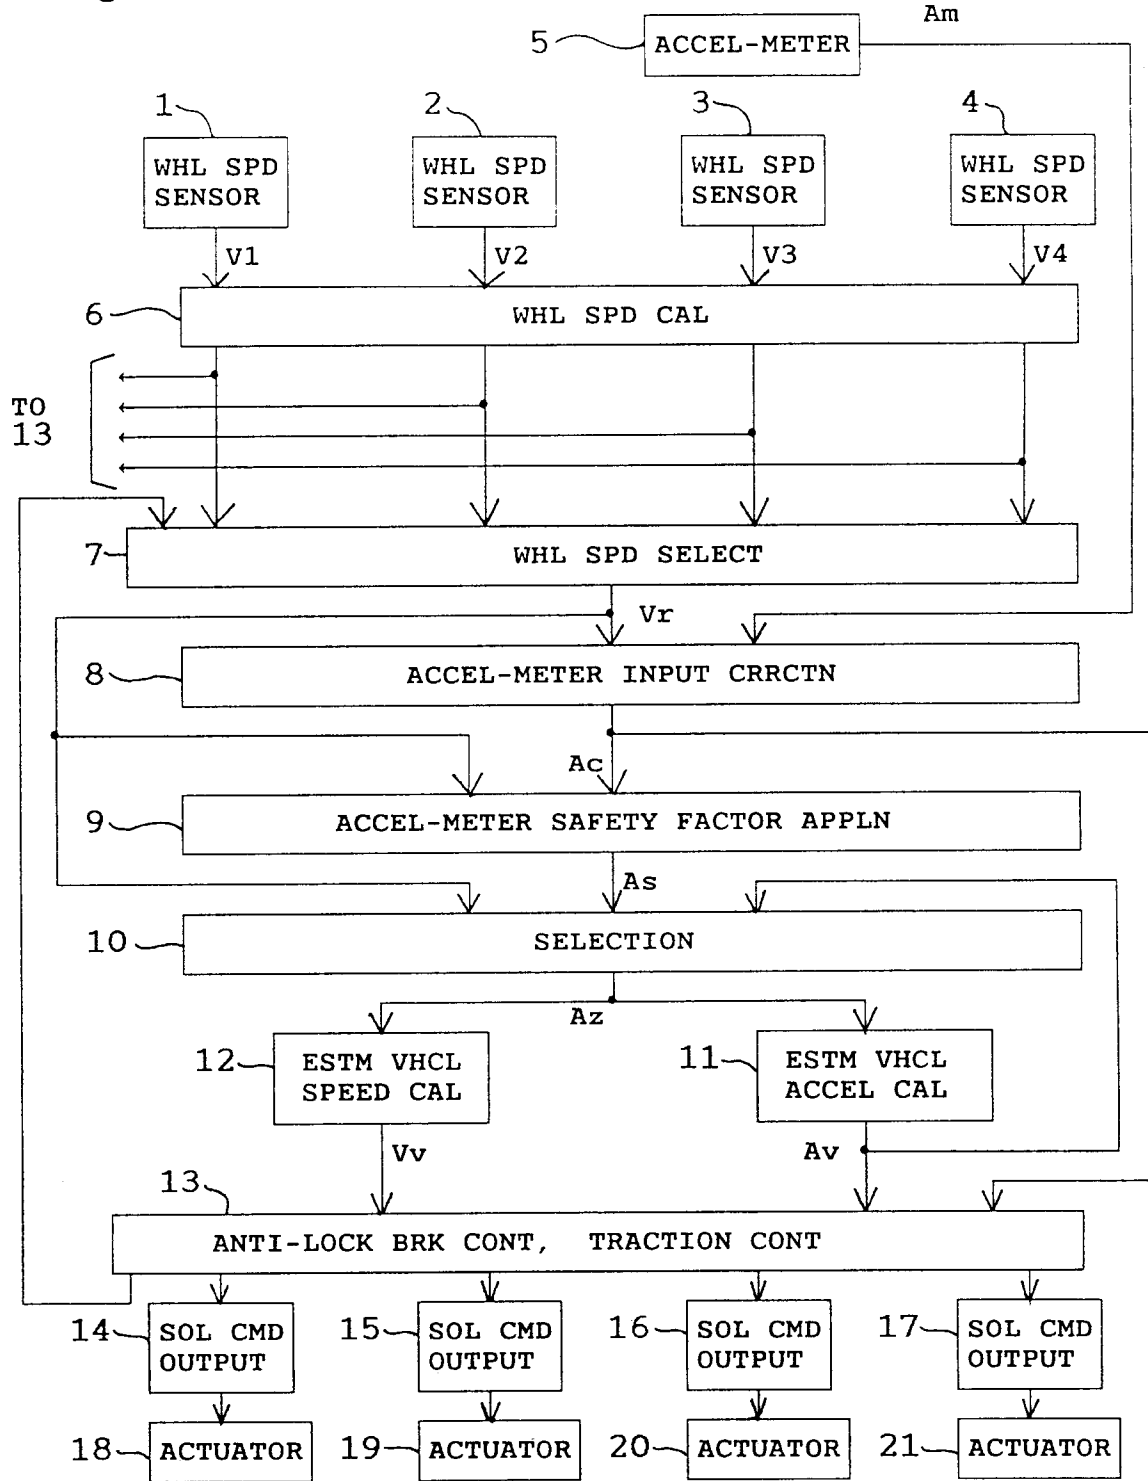 Am
5 ACCEL-METER
1 2 3 4
WHL SPD SENSOR
WHL SPD SENSOR
WHL SPD SENSOR
WHL SPD SENSOR
V1 V2 V3 V4
6 WHL SPD CAL
TO 13
7 WHL SPD SELECT
Vr
8 ACCEL-METER INPUT CRRCTN
Ac
9 ACCEL-METER SAFETY FACTOR APPLN
As
10 SELECTION
Az
12 ESTM VHCL SPEED CAL
11 ESTM VHCL ACCEL CAL
Vv Av
13
ANTI-LOCK BRK CONT, TRACTION CONT
14 SOL CMD OUTPUT
15 SOL CMD OUTPUT
16 SOL CMD OUTPUT
17 SOL CMD OUTPUT
18 ACTUATOR
19 ACTUATOR
20 ACTUATOR
21 ACTUATOR